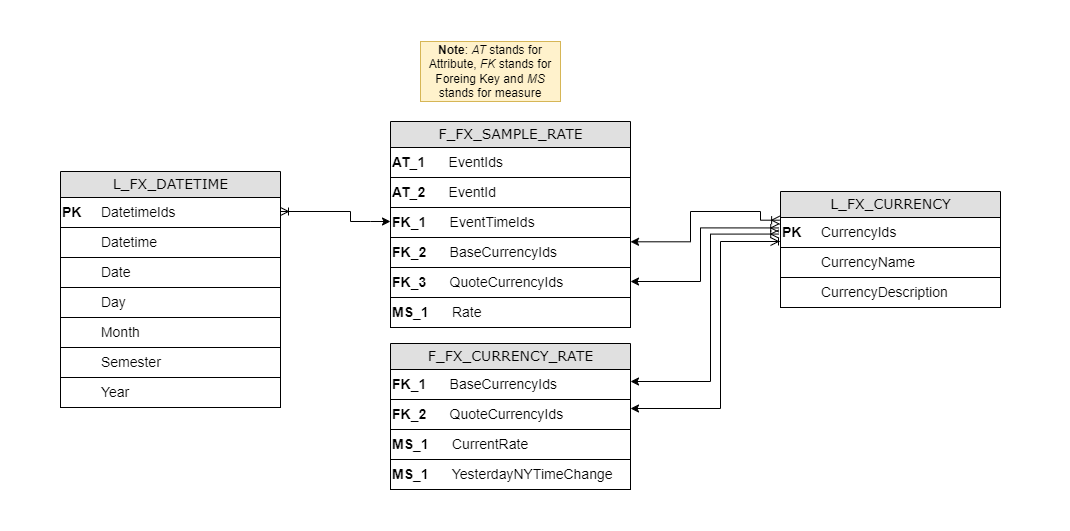 Note: AT stands for
Attribute, FK stands for
Foreing Key and MS
stands for measure
F_FX_SAMPLE_RATE
AT_1 EventIds
AT_2 EventId
FK_1 EventTimeIds
FK_2 BaseCurrencyIds
FK_3 QuoteCurrencyIds
MS_1 Rate
L_FX_DATETIME
PK DatetimeIds
Datetime
Date
Day
Month
Semester
Year
L_FX_CURRENCY
PK CurrencyIds
CurrencyName
CurrencyDescription
F_FX_CURRENCY_RATE
FK_1 BaseCurrencyIds
FK_2 QuoteCurrencyIds
MS_1 CurrentRate
MS_1 YesterdayNYTimeChange